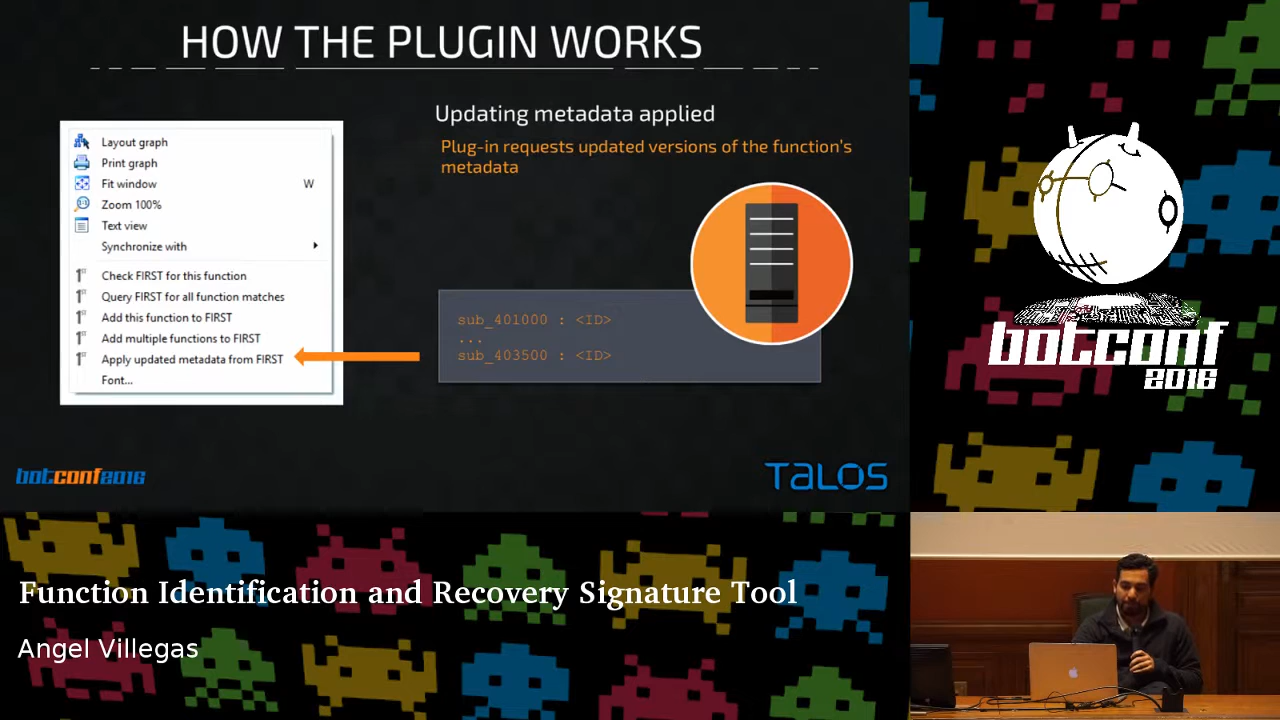 HOW THE PLUGIN WORKS
Layout graph
Print graph
Fit window W
Zoom 100%
Text view
Synchronize with
Check FIRST for this function
Query FIRST for all function matches
Add this function to FIRST
Add multiple functions to FIRST
Apply updated metadata from FIRST
Font...
Updating metadata applied
Plug-in requests updated versions of the function's
metadata
sub_401000 : <ID>
...
sub_403500 : <ID>
botconf2016
TALOS
botconf
2016
Function Identification and Recovery Signature Tool
Angel Villegas